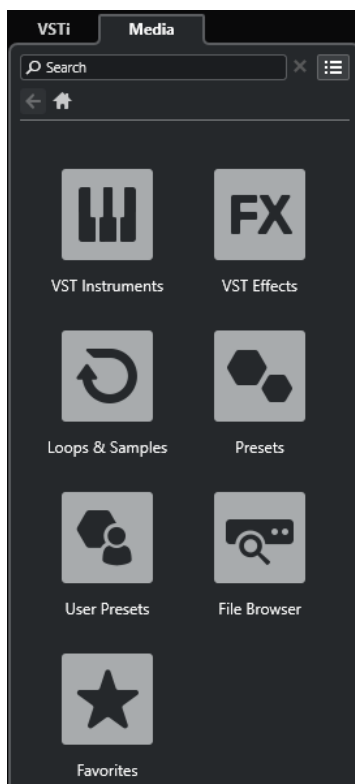 VSTi Media
Search
FX
VST Instruments VST Effects
Loops & Samples Presets
User Presets File Browser
Favorites